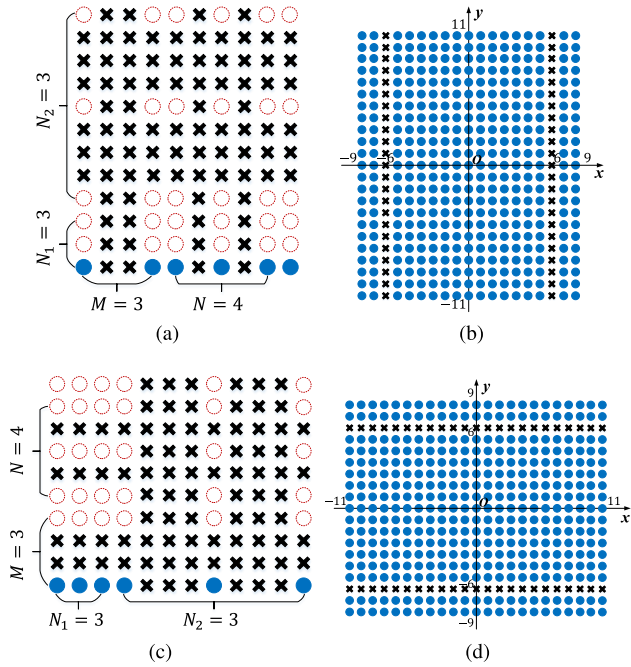 N₂ = 3
N₁ = 3
M = 3
N = 4
(a)
11
y
-9
-6
o
6
9
x
-11
(b)
N = 4
M = 3
N₁ = 3
N₂ = 3
(c)
9
y
6
-11
o
11
x
-6
-9
(d)